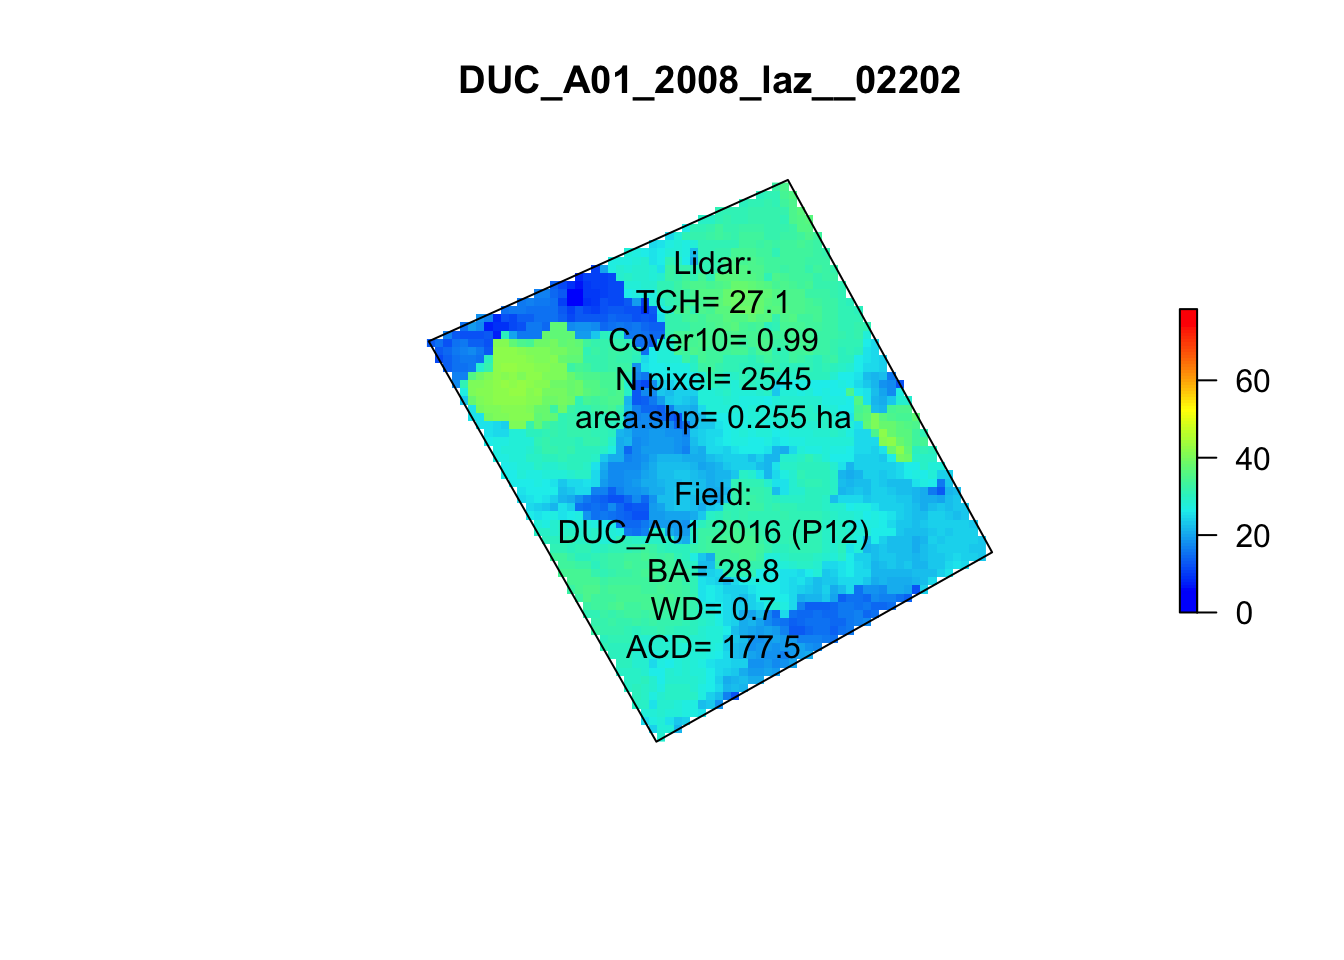 DUC_A01_2008_laz__02202
Lidar:
TCH= 27.1
Cover10= 0.99
N.pixel= 2545
area.shp= 0.255 ha
Field:
DUC_A01 2016 (P12)
BA= 28.8
WD= 0.7
ACD= 177.5
60
40
20
0